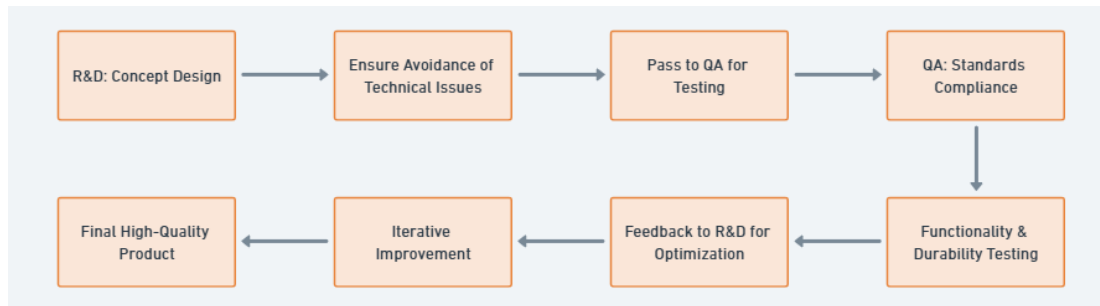 R&D: Concept Design
Ensure Avoidance of
Technical Issues
Pass to QA for
Testing
QA: Standards
Compliance
Functionality &
Durability Testing
Feedback to R&D for
Optimization
Iterative
Improvement
Final High-Quality
Product